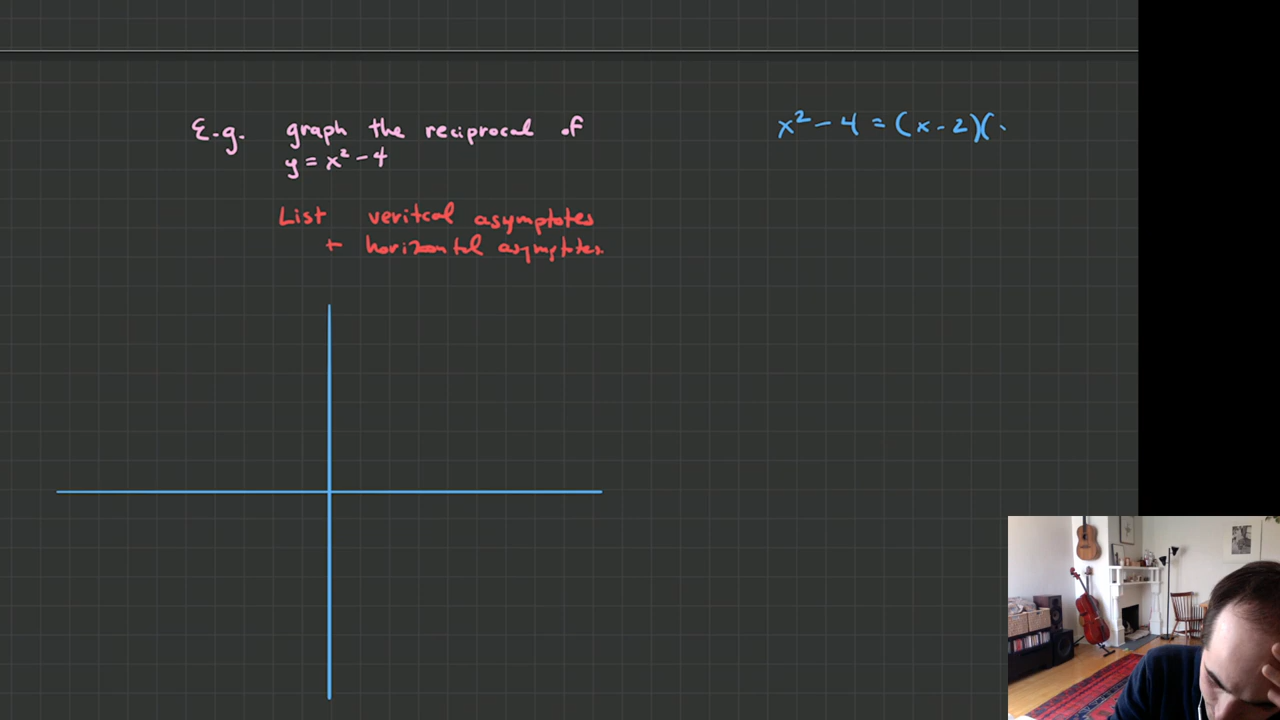 E.g. graph the reciprocal of
y = x² - 4
List veritcal asymptotes
+ horizontal asymptotes.
x² - 4 = (x - 2)(